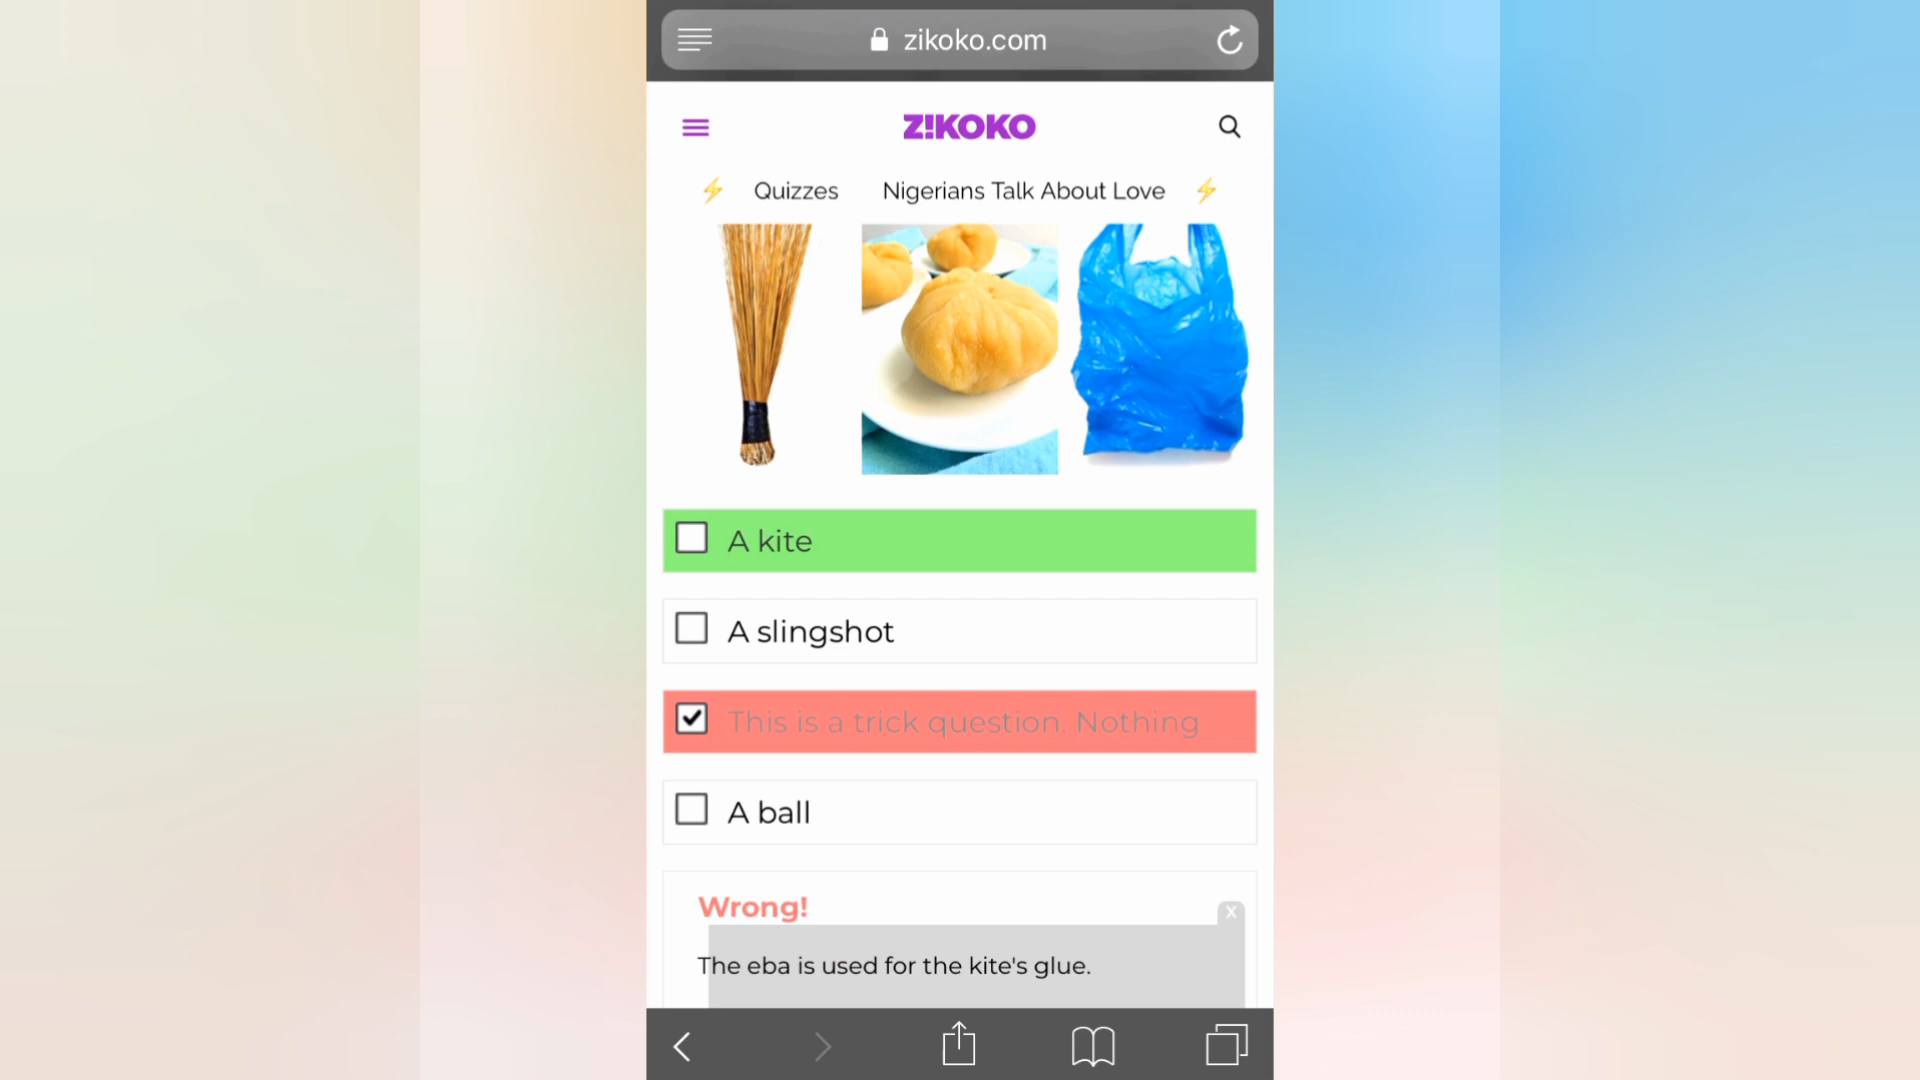 zikoko.com
Z!KOKO
Quizzes Nigerians Talk About Love
A kite
A slingshot
This is a trick question. Nothing
A ball
Wrong!
X
The eba is used for the kite's glue.